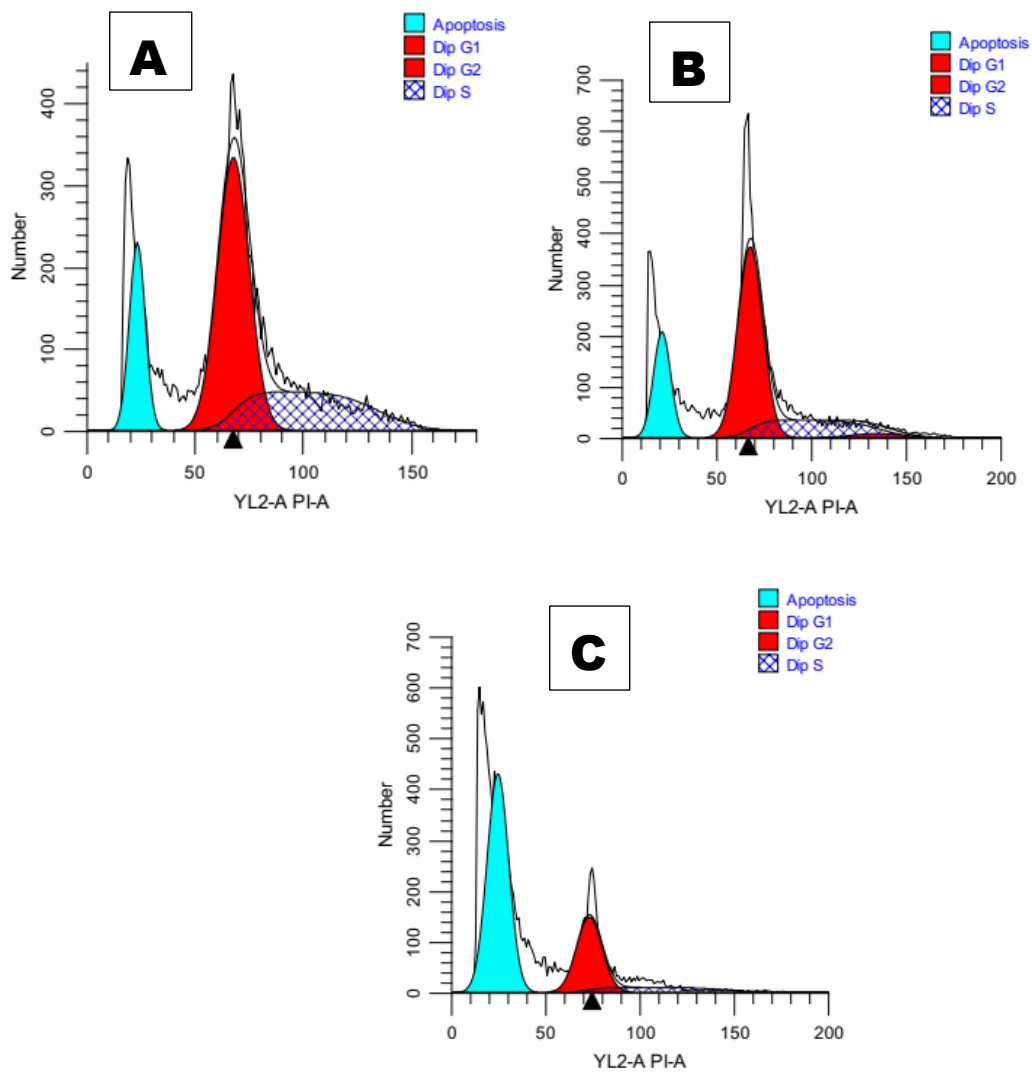 A
Apoptosis
Dip G1
Dip G2
Dip S
Number
0
100
200
300
400
0
50
100
150
YL2-A PI-A
B
Apoptosis
Dip G1
Dip G2
Dip S
Number
0
100
200
300
400
500
600
700
0
50
100
150
200
YL2-A PI-A
C
Apoptosis
Dip G1
Dip G2
Dip S
Number
0
100
200
300
400
500
600
700
0
50
100
150
200
YL2-A PI-A